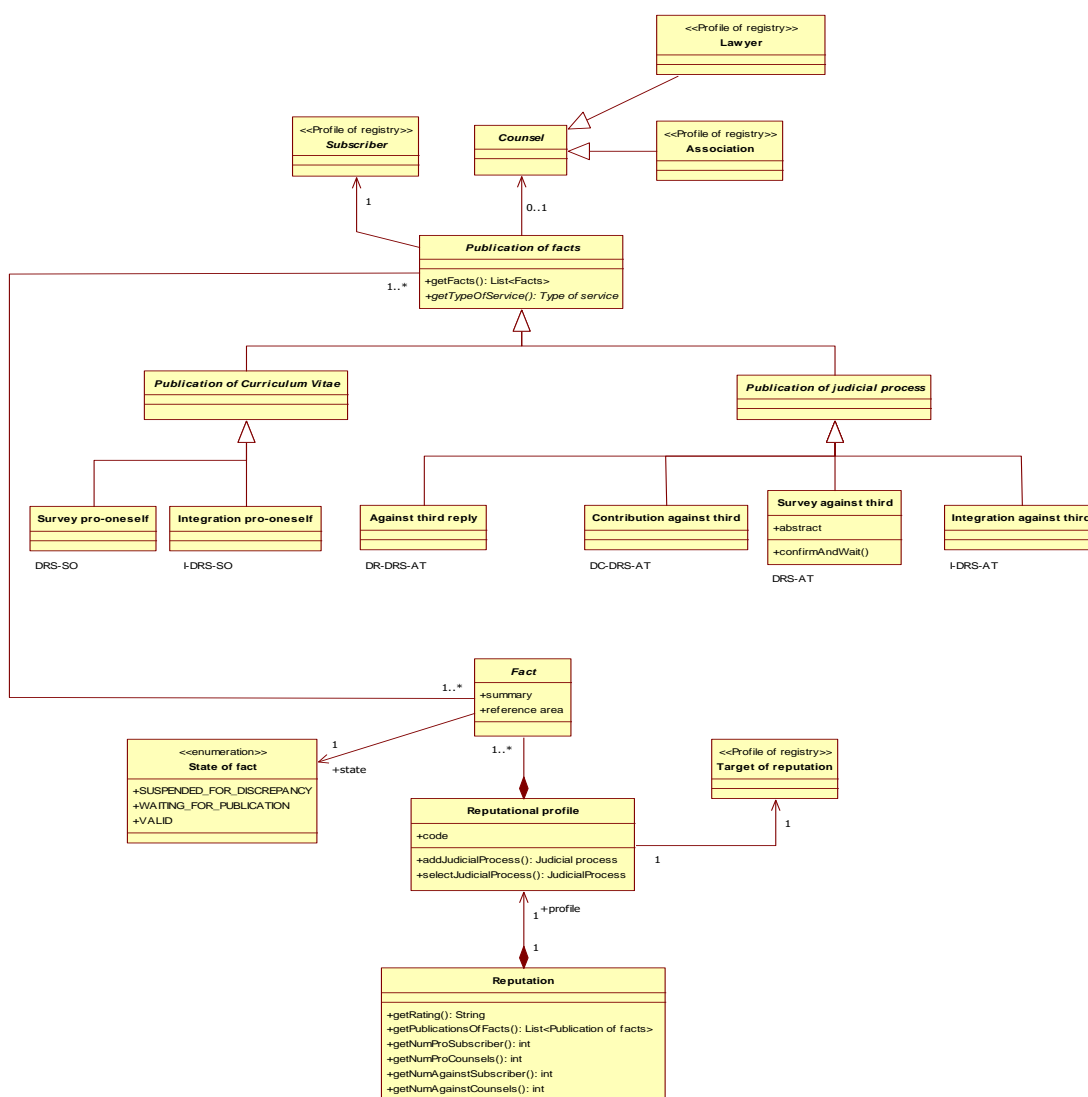 <<Profile of registry>>
Lawyer
<<Profile of registry>>
Subscriber
Counsel
<<Profile of registry>>
Association
1
0..1
Publication of facts
+getFacts(): List<Facts>
+getTypeOfService(): Type of service
1..*
Publication of Curriculum Vitae
Publication of judicial process
Survey pro-oneself
Integration pro-oneself
Against third reply
Contribution against third
Survey against third
+abstract
+confirmAndWait()
Integration against third
DRS-SO
I-DRS-SO
DR-DRS-AT
DC-DRS-AT
DRS-AT
I-DRS-AT
Fact
+summary
+reference area
1..*
1
+state
1..*
<<enumeration>>
State of fact
+SUSPENDED_FOR_DISCREPANCY
+WAITING_FOR_PUBLICATION
+VALID
<<Profile of registry>>
Target of reputation
Reputational profile
+code
+addJudicialProcess(): Judicial process
+selectJudicialProcess(): JudicialProcess
1
1
1
+profile
1
Reputation
+getRating(): String
+getPublicationsOfFacts(): List<Publication of facts>
+getNumProSubscriber(): int
+getNumProCounsels(): int
+getNumAgainstSubscriber(): int
+getNumAgainstCounsels(): int